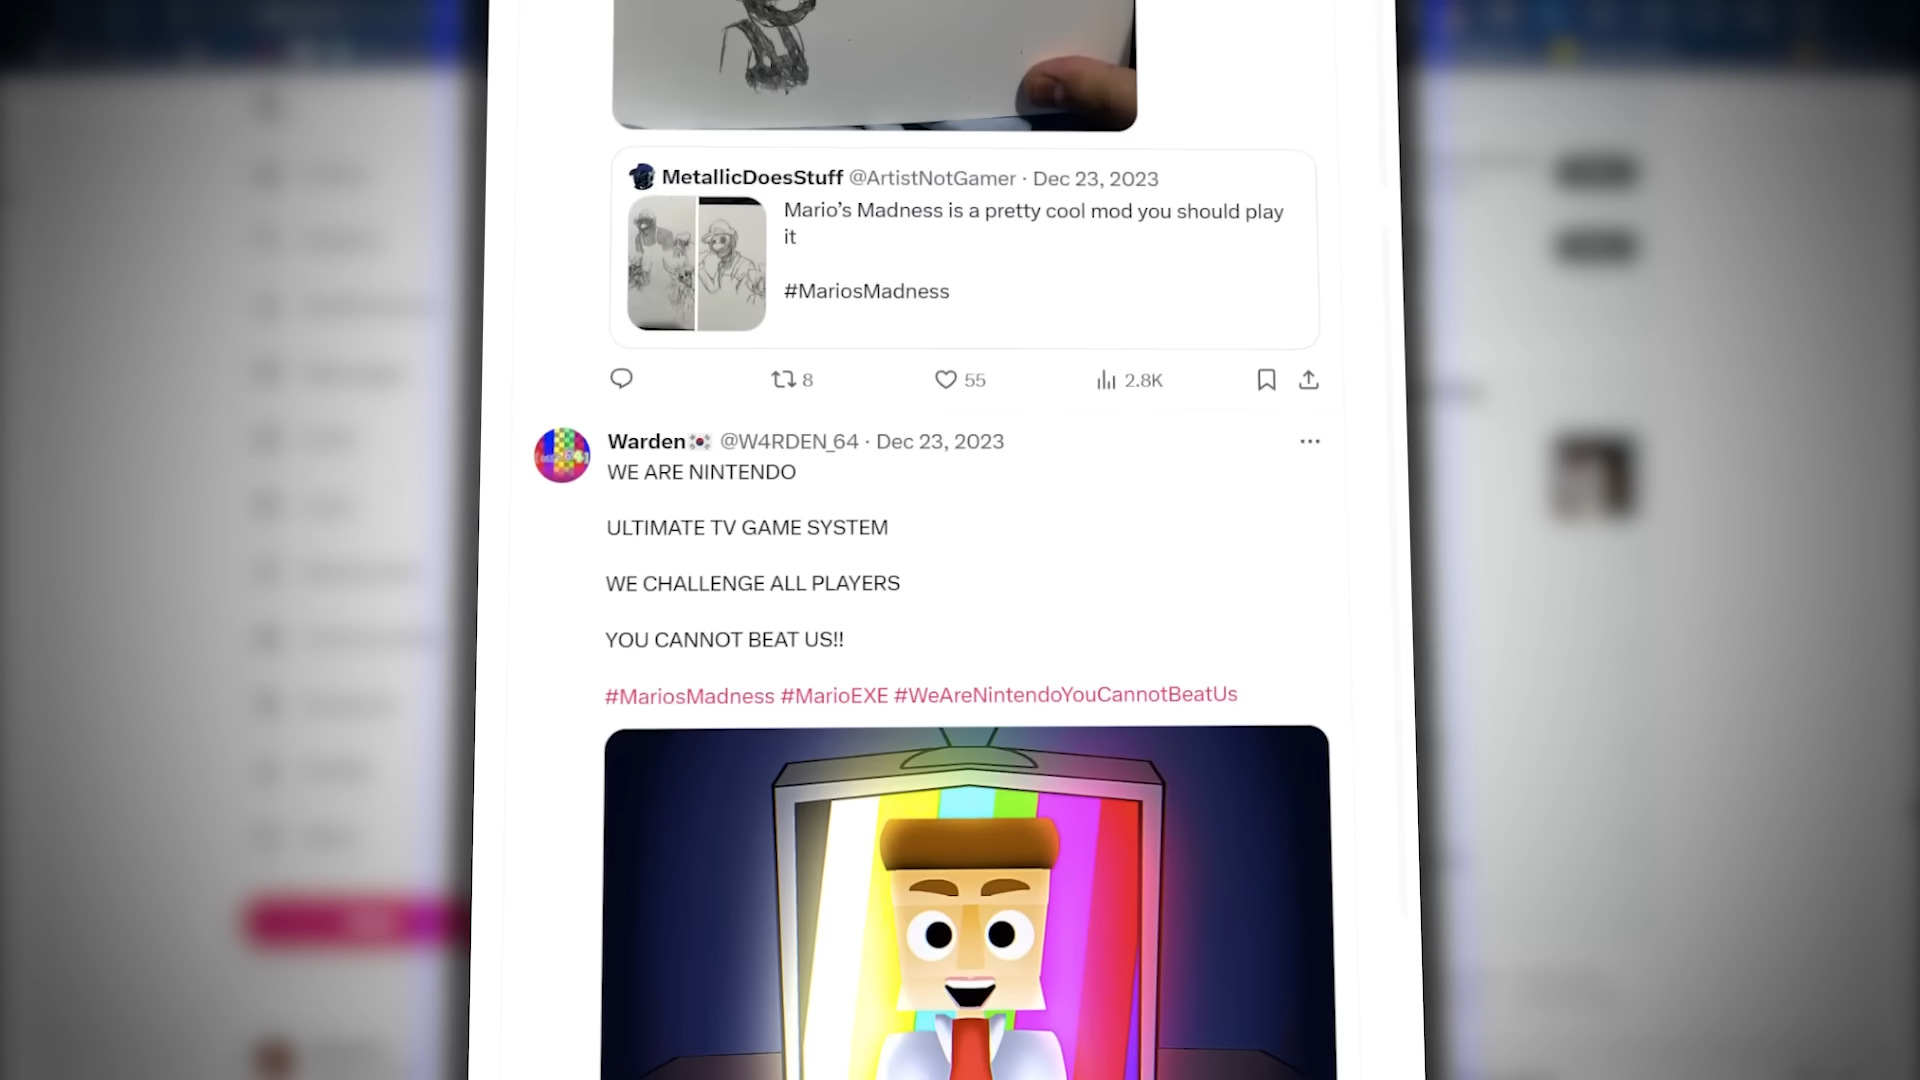 MetallicDoesStuff @ArtistNotGamer · Dec 23, 2023
Mario’s Madness is a pretty cool mod you should play
it
#MariosMadness
8 55 2.8K
Warden🇰🇷 @W4RDEN_64 · Dec 23, 2023
WE ARE NINTENDO
ULTIMATE TV GAME SYSTEM
WE CHALLENGE ALL PLAYERS
YOU CANNOT BEAT US!!
#MariosMadness #MarioEXE #WeAreNintendoYouCannotBeatUs